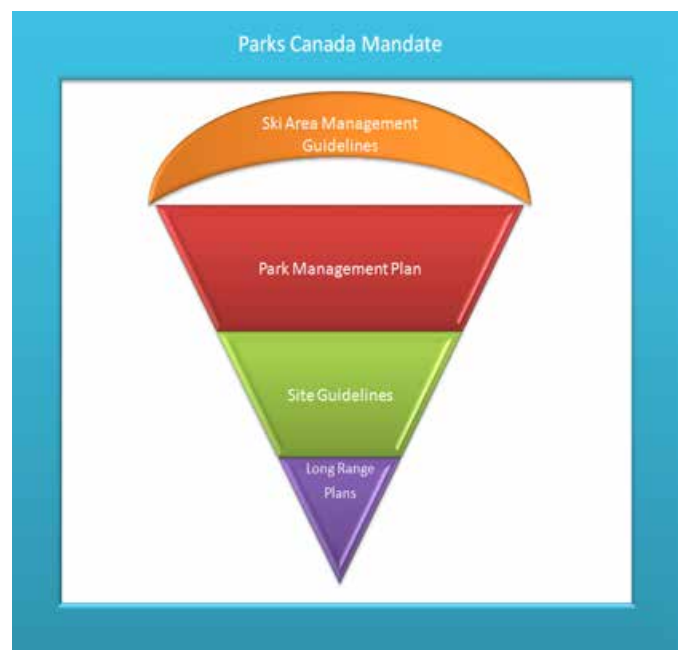 Parks Canada Mandate
Ski Area Management
Guidelines
Park Management Plan
Site Guidelines
Long Range
Plans